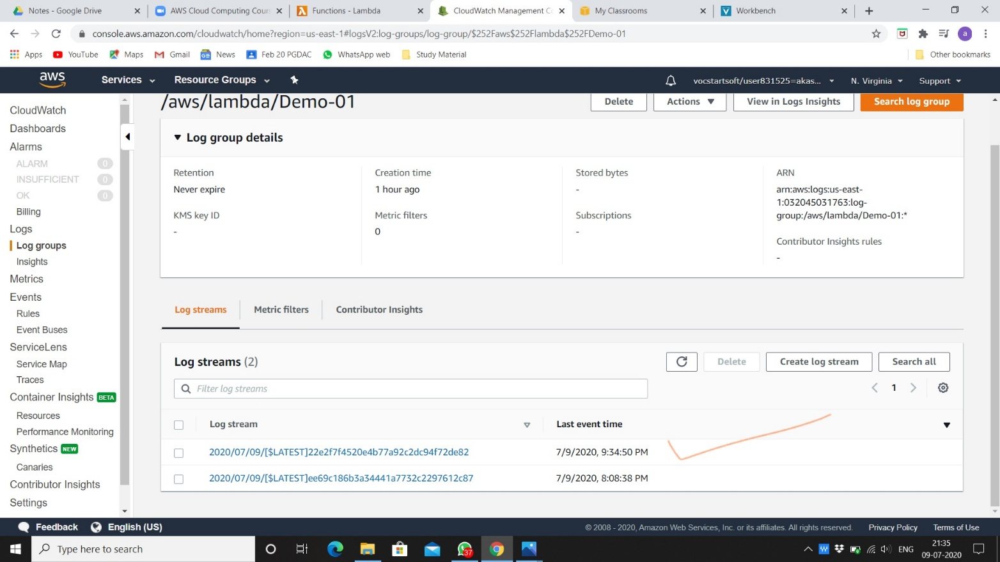 Notes - Google Drive
AWS Cloud Computing Cour
Functions - Lambda
CloudWatch Management C
My Classrooms
Workbench
console.aws.amazon.com/cloudwatch/home?region=us-east-1#logsV2:log-groups/log-group/$252Faws$252Flambda$252FDemo-01
a
Apps YouTube Maps Gmail News Feb 20 PGDAC WhatsApp web Study Material Other bookmarks
aws Services Resource Groups vocstartsoft/user831525=akas... N. Virginia Support
CloudWatch
Dashboards
Alarms
ALARM 0
INSUFFICIENT 0
OK 0
Billing
Logs
Log groups
Insights
Metrics
Events
Rules
Event Buses
ServiceLens
Service Map
Traces
Container Insights BETA
Resources
Performance Monitoring
Synthetics NEW
Canaries
Contributor Insights
Settings
/aws/lambda/Demo-01
Delete Actions View in Logs Insights Search log group
Log group details
Retention
Never expire
KMS key ID
-
Creation time
1 hour ago
Metric filters
0
Stored bytes
-
Subscriptions
-
ARN
arn:aws:logs:us-east-
1:032045031763:log-
group:/aws/lambda/Demo-01:*
Contributor Insights rules
-
Log streams Metric filters Contributor Insights
Log streams (2)
Delete Create log stream Search all
Filter log streams
1
Log stream Last event time
2020/07/09/[$LATEST]22e2f7f4520e4b77a92c2dc94f72de82 7/9/2020, 9:34:50 PM
2020/07/09/[$LATEST]ee69c186b3a34441a7732c2297612c87 7/9/2020, 8:08:38 PM
Feedback English (US) © 2008 - 2020, Amazon Web Services, Inc. or its affiliates. All rights reserved. Privacy Policy Terms of Use
Type here to search
37
ENG
21:35
09-07-2020